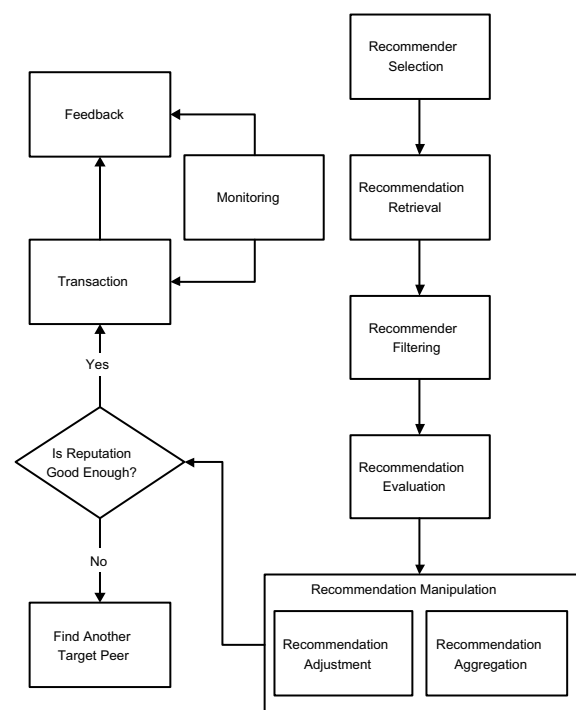 Recommender
Selection
Feedback
Recommendation
Retrieval
Monitoring
Transaction
Recommender
Filtering
Yes
Is Reputation
Good Enough?
Recommendation
Evaluation
No
Recommendation Manipulation
Find Another
Target Peer
Recommendation
Adjustment
Recommendation
Aggregation